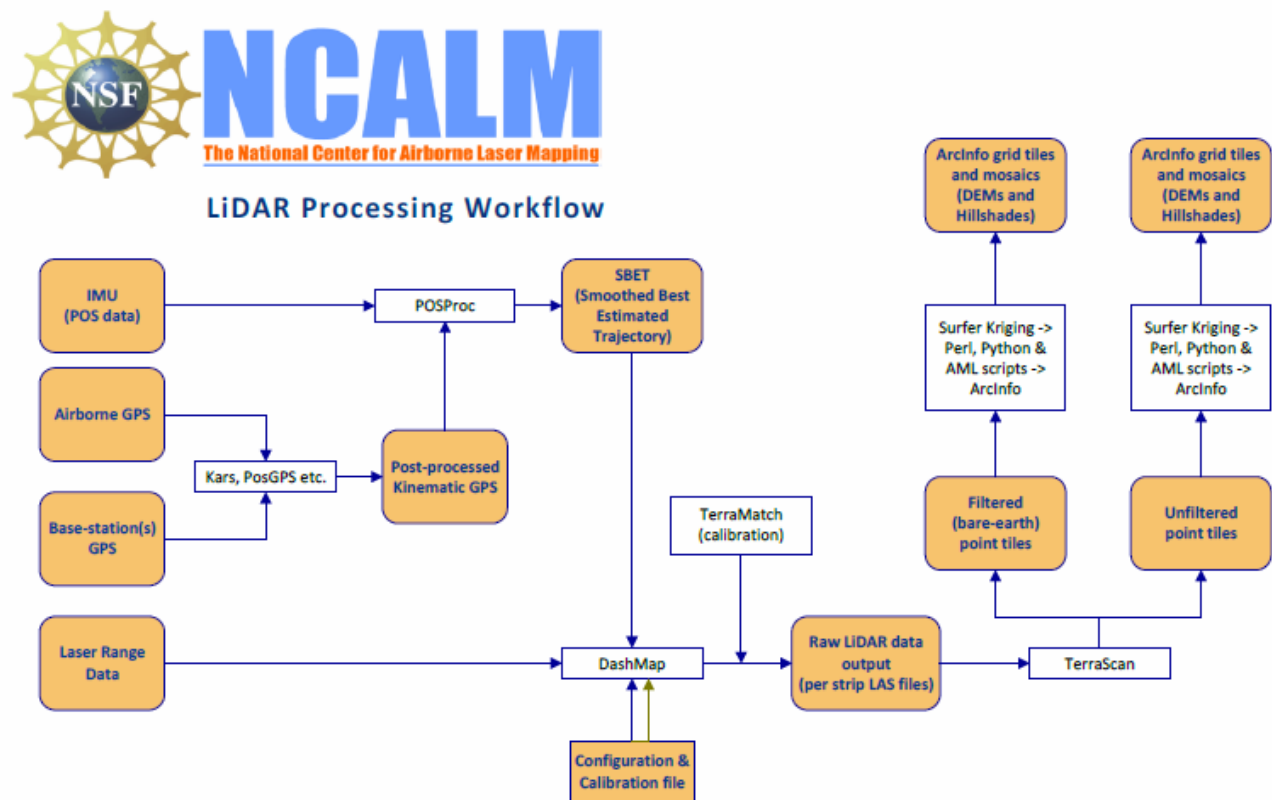 NSF
NCALM
The National Center for Airborne Laser Mapping
LiDAR Processing Workflow
IMU
(POS data)
POSProc
SBET
(Smoothed Best
Estimated
Trajectory)
Airborne GPS
Kars, PosGPS etc.
Post-processed
Kinematic GPS
Base-station(s)
GPS
Laser Range
Data
DashMap
Configuration &
Calibration file
TerraMatch
(calibration)
Raw LiDAR data
output
(per strip LAS files)
TerraScan
Filtered
(bare-earth)
point tiles
Unfiltered
point tiles
Surfer Kriging ->
Perl, Python &
AML scripts ->
ArcInfo
Surfer Kriging ->
Perl, Python &
AML scripts ->
ArcInfo
ArcInfo grid tiles
and mosaics
(DEMs and
Hillshades)
ArcInfo grid tiles
and mosaics
(DEMs and
Hillshades)